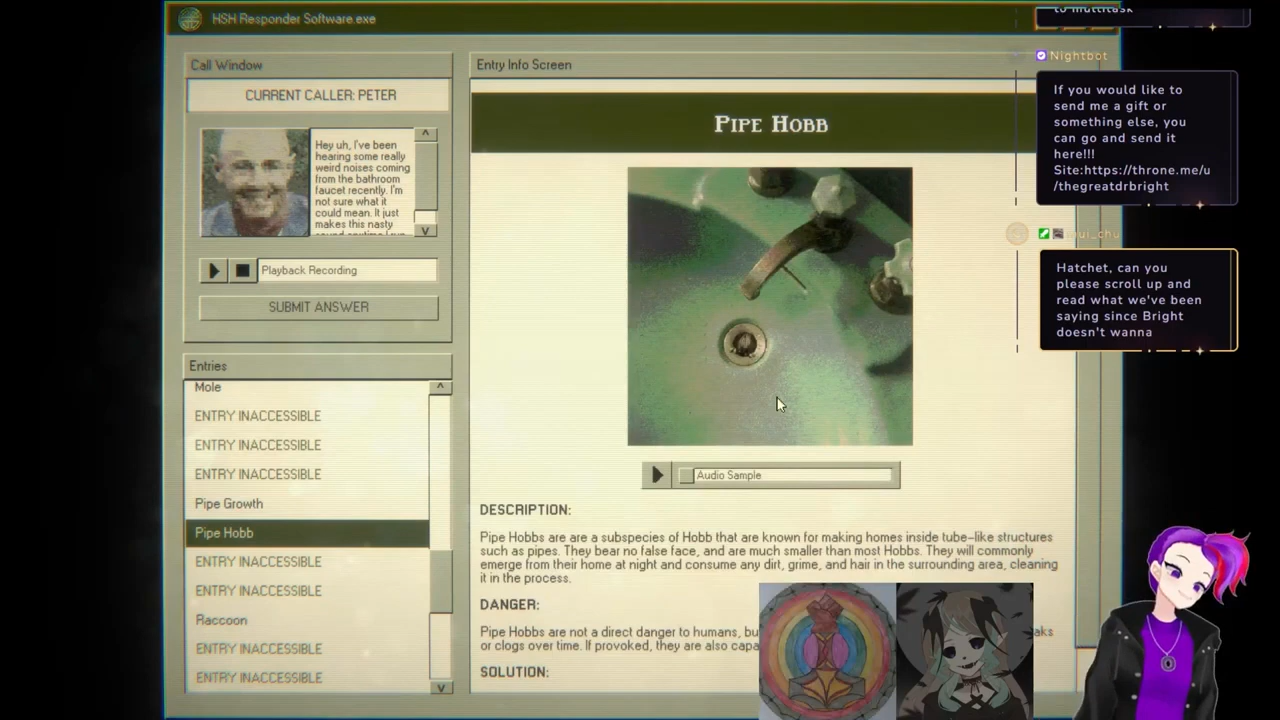 HSH Responder Software.exe
Call Window
CURRENT CALLER: PETER
Hey uh, I've been
hearing some really
weird noises coming
from the bathroom
faucet recently. I'm
not sure what it
could mean. It just
makes this nasty
Playback Recording
SUBMIT ANSWER
Entries
Mole
ENTRY INACCESSIBLE
ENTRY INACCESSIBLE
ENTRY INACCESSIBLE
Pipe Growth
Pipe Hobb
ENTRY INACCESSIBLE
ENTRY INACCESSIBLE
Raccoon
ENTRY INACCESSIBLE
ENTRY INACCESSIBLE
Entry Info Screen
PIPE HOBB
Audio Sample
DESCRIPTION:
Pipe Hobbs are are a subspecies of Hobb that are known for making homes inside tube-like structures
such as pipes. They bear no false face, and are much smaller than most Hobbs. They will commonly
emerge from their home at night and consume any dirt, grime, and hair in the surrounding area, cleaning
it in the process.
DANGER:
Pipe Hobbs are not a direct danger to humans,
or clogs over time. If provoked, they are also
SOLUTION:
to multitask
Nightbot
If you would like to
send me a gift or
something else, you
can go and send it
here!!!
Site:https://throne.me/u
/thegreatdrbright
Hatchet, can you
please scroll up and
read what we've been
saying since Bright
doesn't wanna